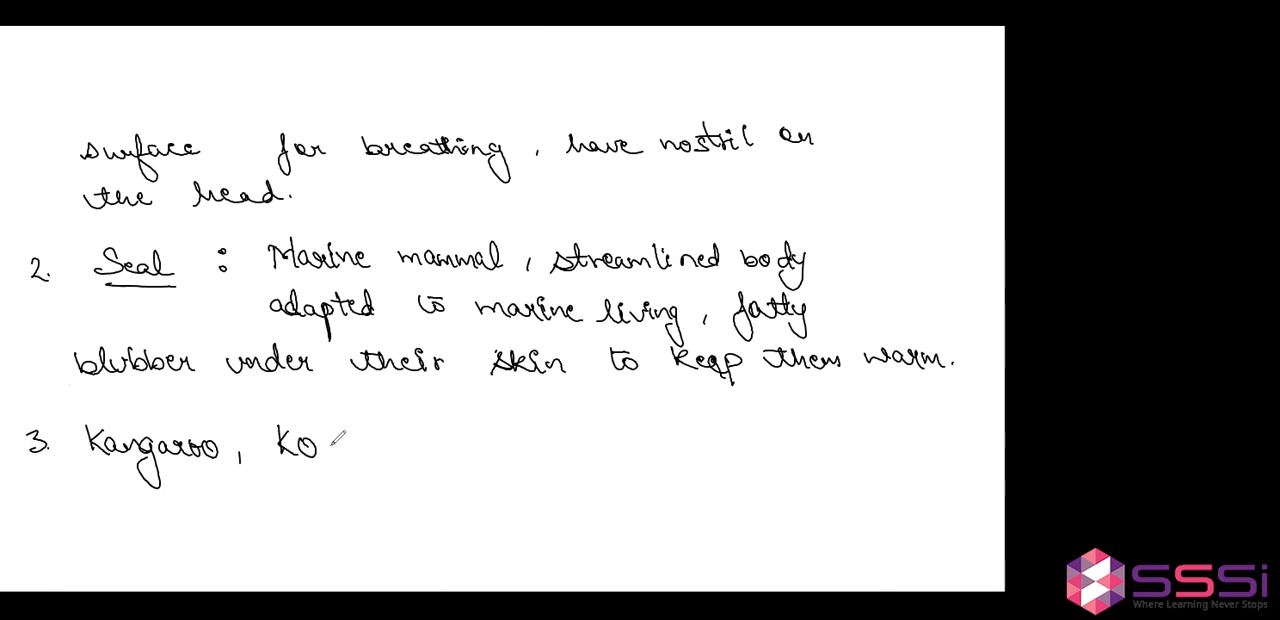 surface for breathing, have nostril on
the head.
2. Seal : Marine mammal, streamlined body
adapted to marine living, fatty
blubber under their skin to keep them warm.
3. Kangaroo, Ko
SSSi
Where Learning Never Stops